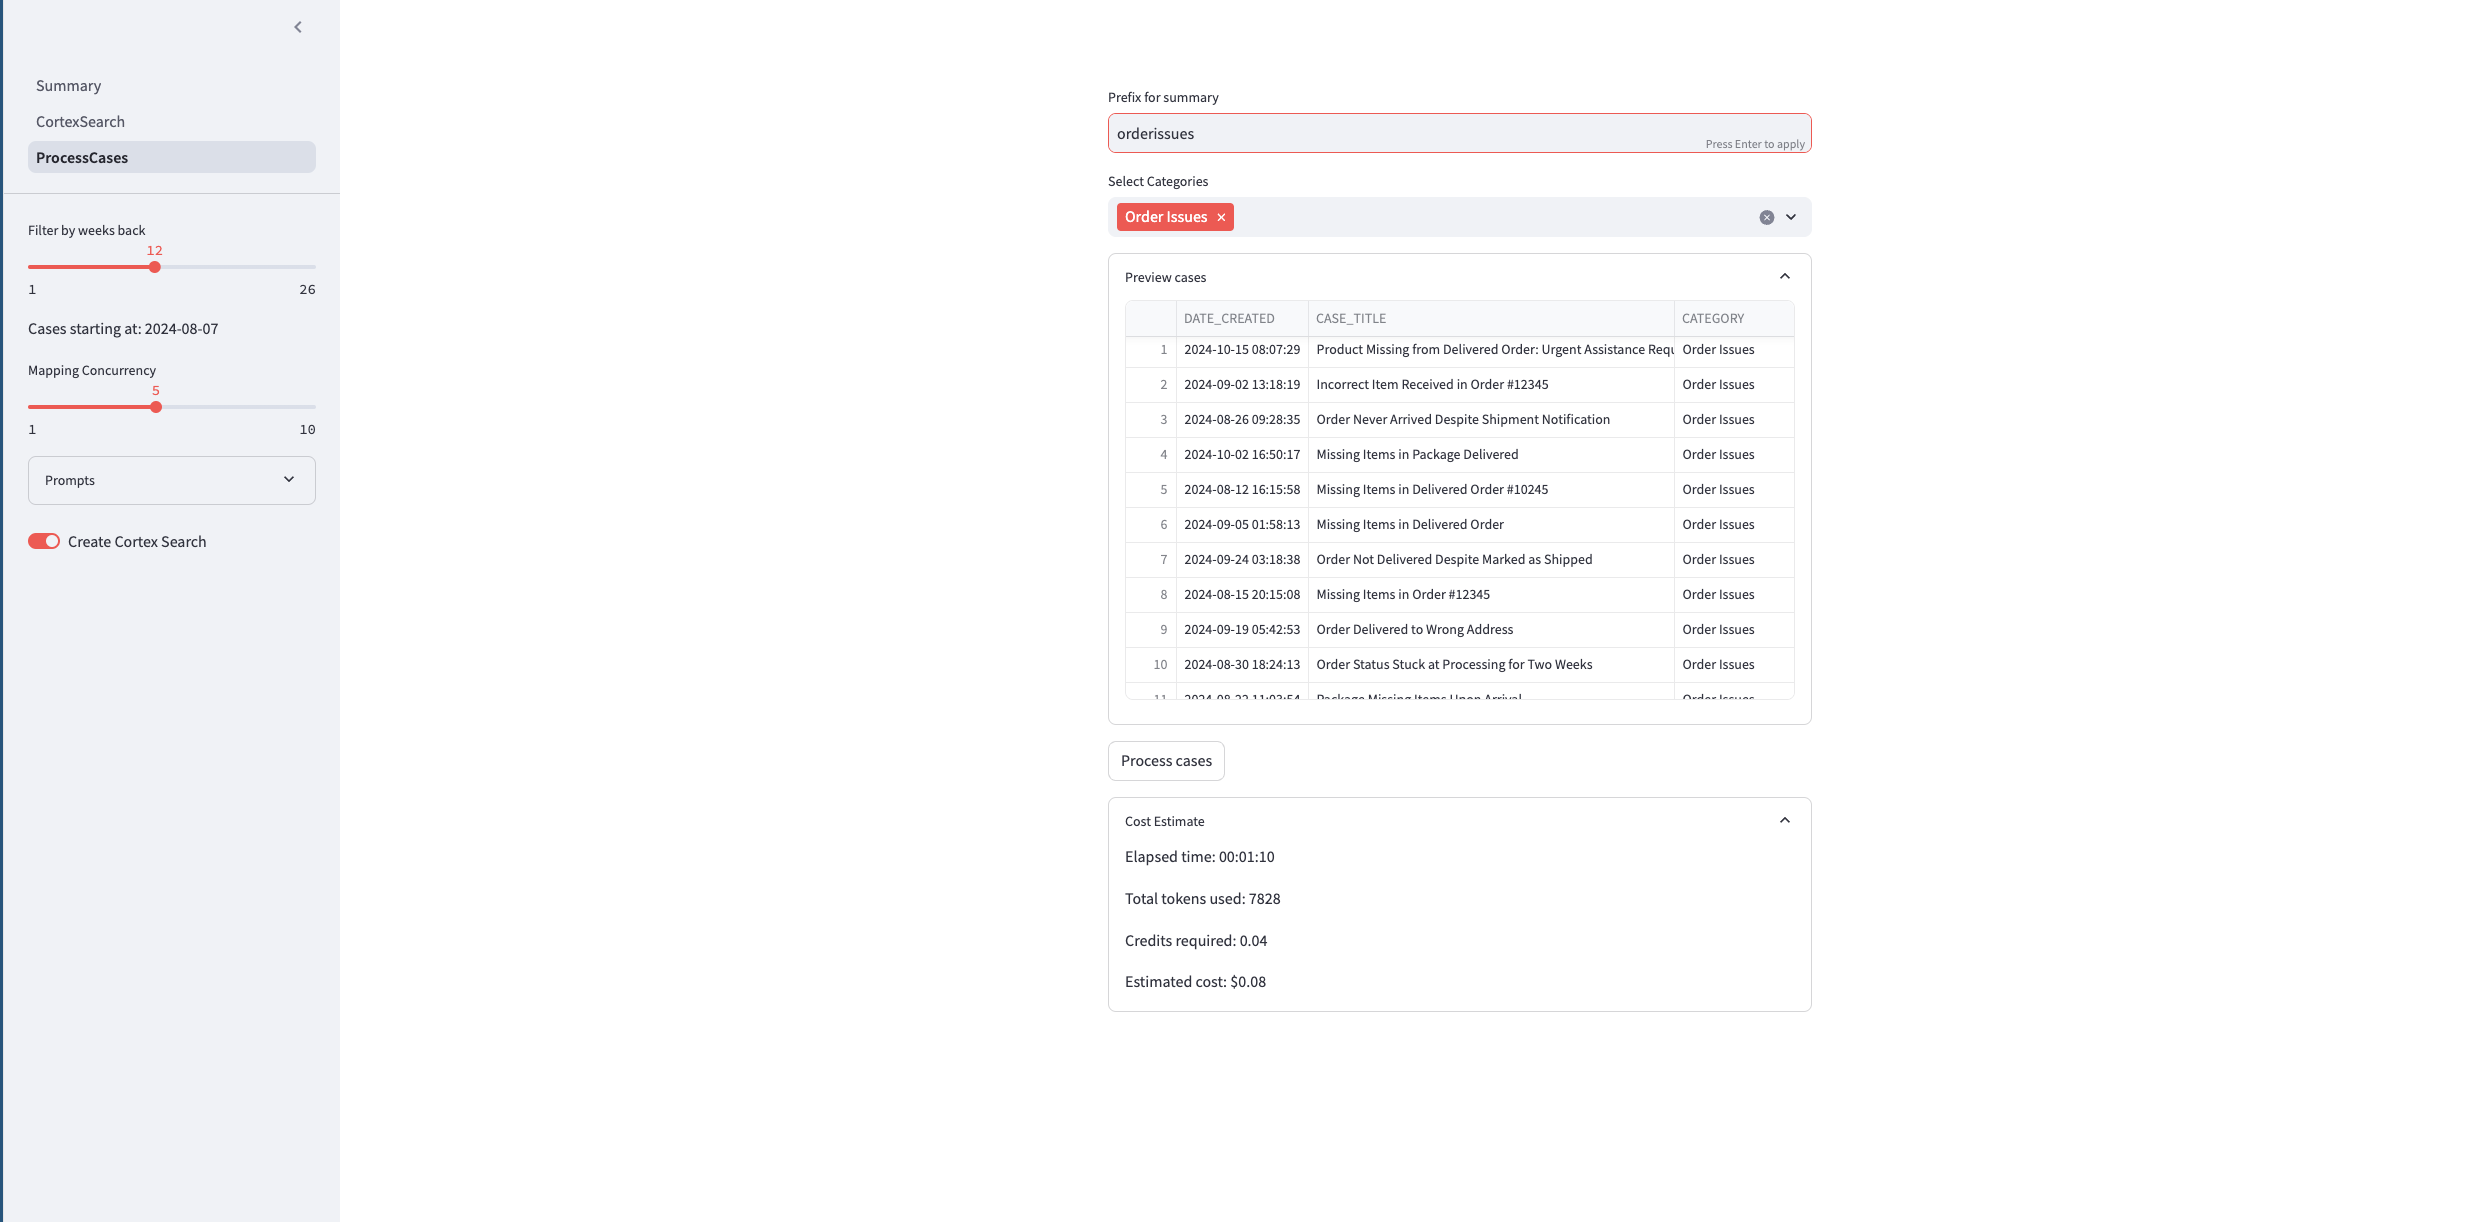 Summary
CortexSearch
ProcessCases
Filter by weeks back
12
1 26
Cases starting at: 2024-08-07
Mapping Concurrency
5
1 10
Prompts
Create Cortex Search
Prefix for summary
orderissues
Press Enter to apply
Select Categories
Order Issues
Preview cases
DATE_CREATED CASE_TITLE CATEGORY
1 2024-10-15 08:07:29 Product Missing from Delivered Order: Urgent Assistance Requ Order Issues
2 2024-09-02 13:18:19 Incorrect Item Received in Order #12345 Order Issues
3 2024-08-26 09:28:35 Order Never Arrived Despite Shipment Notification Order Issues
4 2024-10-02 16:50:17 Missing Items in Package Delivered Order Issues
5 2024-08-12 16:15:58 Missing Items in Delivered Order #10245 Order Issues
6 2024-09-05 01:58:13 Missing Items in Delivered Order Order Issues
7 2024-09-24 03:18:38 Order Not Delivered Despite Marked as Shipped Order Issues
8 2024-08-15 20:15:08 Missing Items in Order #12345 Order Issues
9 2024-09-19 05:42:53 Order Delivered to Wrong Address Order Issues
10 2024-08-30 18:24:13 Order Status Stuck at Processing for Two Weeks Order Issues
11 Package Missing Items Upon Arrival Order Issues
Process cases
Cost Estimate
Elapsed time: 00:01:10
Total tokens used: 7828
Credits required: 0.04
Estimated cost: $0.08